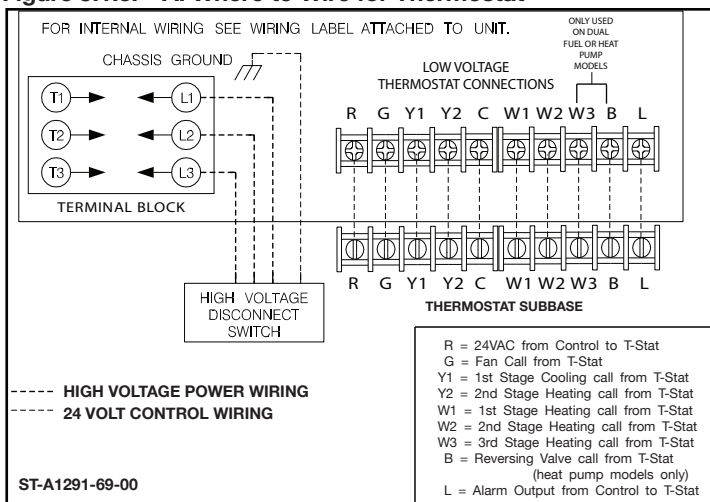 FOR INTERNAL WIRING SEE WIRING LABEL ATTACHED TO UNIT.
ONLY USED
ON DUAL
FUEL OR HEAT
PUMP
MODELS
CHASSIS GROUND
LOW VOLTAGE
THERMOSTAT CONNECTIONS
R G Y1 Y2 C W1 W2 W3 B L
T1 L1
T2 L2
T3 L3
TERMINAL BLOCK
R G Y1 Y2 C W1 W2 W3 B L
THERMOSTAT SUBBASE
HIGH VOLTAGE
DISCONNECT
SWITCH
R = 24VAC from Control to T-Stat
G = Fan Call from T-Stat
Y1 = 1st Stage Cooling call from T-Stat
Y2 = 2nd Stage Heating call from T-Stat
W1 = 1st Stage Heating call from T-Stat
W2 = 2nd Stage Heating call from T-Stat
W3 = 3rd Stage Heating call from T-Stat
B = Reversing Valve call from T-Stat
(heat pump models only)
L = Alarm Output from Control to T-Stat
HIGH VOLTAGE POWER WIRING
24 VOLT CONTROL WIRING
ST-A1291-69-00